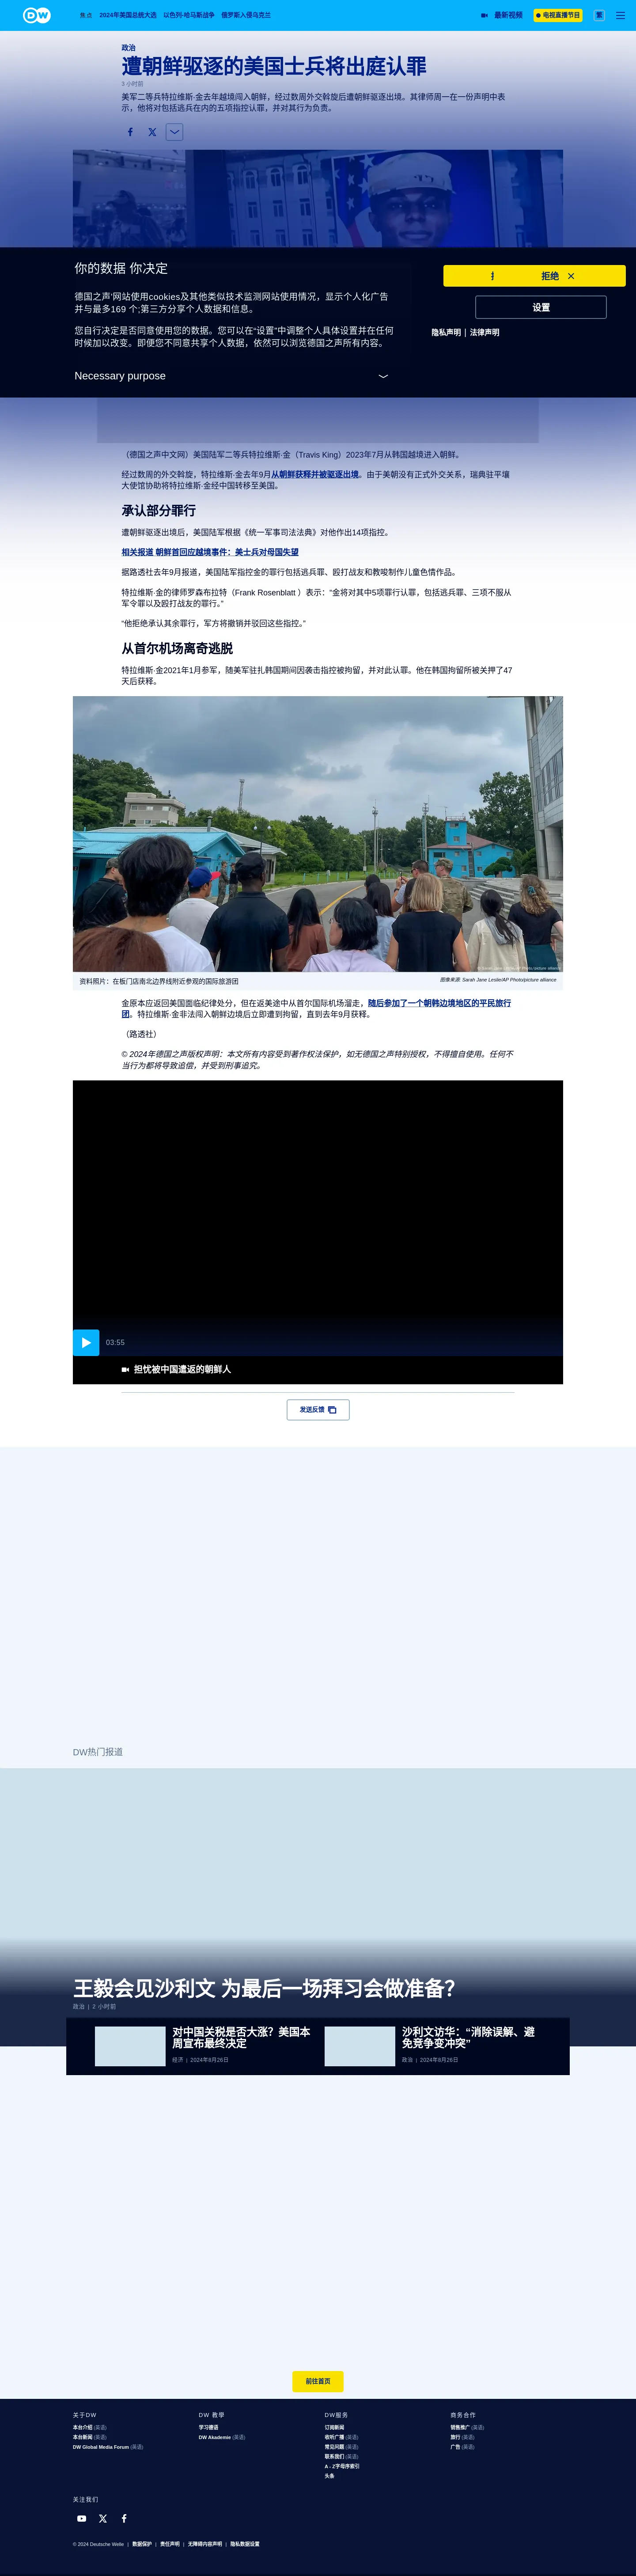 DW
焦点
2024年美国总统大选
以色列-哈马斯战争
俄罗斯入侵乌克兰
最新视频
电视直播节目
繁
政治
遭朝鲜驱逐的美国士兵将出庭认罪
3 小时前
美军二等兵特拉维斯·金去年越境闯入朝鲜，经过数周外交斡旋后遭朝鲜驱逐出境。其律师周一在一份声明中表
示，他将对包括逃兵在内的五项指控认罪，并对其行为负责。
你的数据 你决定
拒绝
德国之声'网站使用cookies及其他类似技术监测网站使用情况，显示个人化广告
并与最多169 个;第三方分享个人数据和信息。
设置
隐私声明 | 法律声明
您自行决定是否同意使用您的数据。您可以在“设置”中调整个人具体设置并在任何
时候加以改变。即便您不同意共享个人数据，依然可以浏览德国之声所有内容。
Necessary purpose
（德国之声中文网）美国陆军二等兵特拉维斯·金（Travis King）2023年7月从韩国越境进入朝鲜。
经过数周的外交斡旋，特拉维斯·金去年9月从朝鲜获释并被驱逐出境。由于美朝没有正式外交关系，瑞典驻平壤
大使馆协助将特拉维斯·金经中国转移至美国。
承认部分罪行
遭朝鲜驱逐出境后，美国陆军根据《统一军事司法法典》对他作出14项指控。
相关报道 朝鲜首回应越境事件：美士兵对母国失望
据路透社去年9月报道，美国陆军指控金的罪行包括逃兵罪、殴打战友和教唆制作儿童色情作品。
特拉维斯·金的律师罗森布拉特（Frank Rosenblatt ）表示：“金将对其中5项罪行认罪，包括逃兵罪、三项不服从
军令罪以及殴打战友的罪行。”
“他拒绝承认其余罪行，军方将撤销并驳回这些指控。”
从首尔机场离奇逃脱
特拉维斯·金2021年1月参军，随美军驻扎韩国期间因袭击指控被拘留，并对此认罪。他在韩国拘留所被关押了47
天后获释。
资料照片：在板门店南北边界线附近参观的国际旅游团
图像来源: Sarah Jane Leslie/AP Photo/picture alliance
金原本应返回美国面临纪律处分，但在返美途中从首尔国际机场溜走，随后参加了一个朝韩边境地区的平民旅行
团。特拉维斯·金非法闯入朝鲜边境后立即遭到拘留，直到去年9月获释。
（路透社）
© 2024年德国之声版权声明：本文所有内容受到著作权法保护，如无德国之声特别授权，不得擅自使用。任何不
当行为都将导致追偿，并受到刑事追究。
03:55
担忧被中国遣返的朝鲜人
发送反馈
DW热门报道
王毅会见沙利文 为最后一场拜习会做准备?
政治 | 2 小时前
对中国关税是否大涨？美国本
周宣布最终决定
经济 | 2024年8月26日
沙利文访华：“消除误解、避
免竞争变冲突”
政治 | 2024年8月26日
前往首页
关于DW
本台介绍 (英语)
本台新闻 (英语)
DW Global Media Forum (英语)
DW 教學
学习德语
DW Akademie (英语)
DW服务
订阅新闻
收听广播 (英语)
常见问题 (英语)
联系我们 (英语)
A - Z字母序索引
头条
商务合作
销售推广 (英语)
旅行 (英语)
广告 (英语)
关注我们
© 2024 Deutsche Welle | 数据保护 | 责任声明 | 无障碍内容声明 | 隐私数据设置